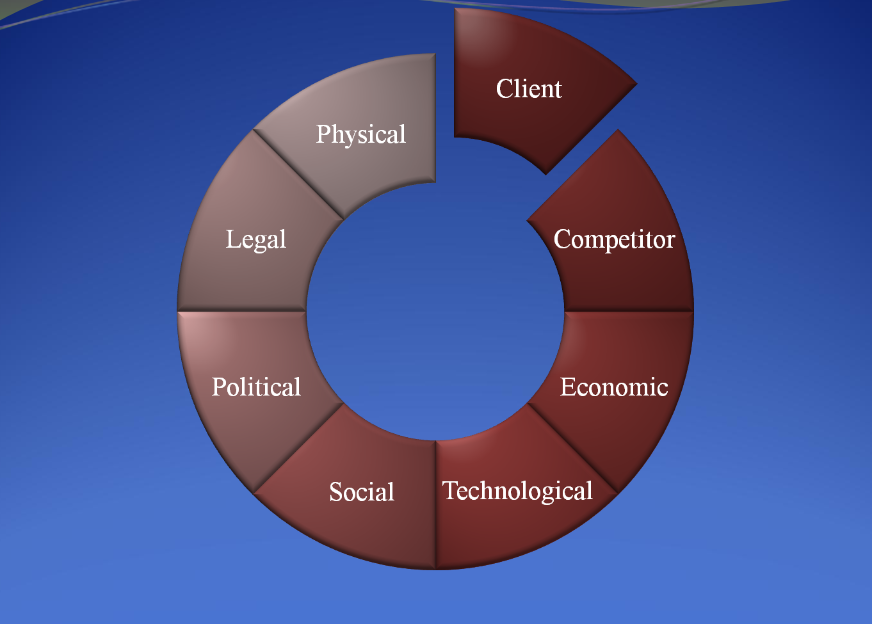 Client
Competitor
Economic
Technological
Social
Political
Legal
Physical